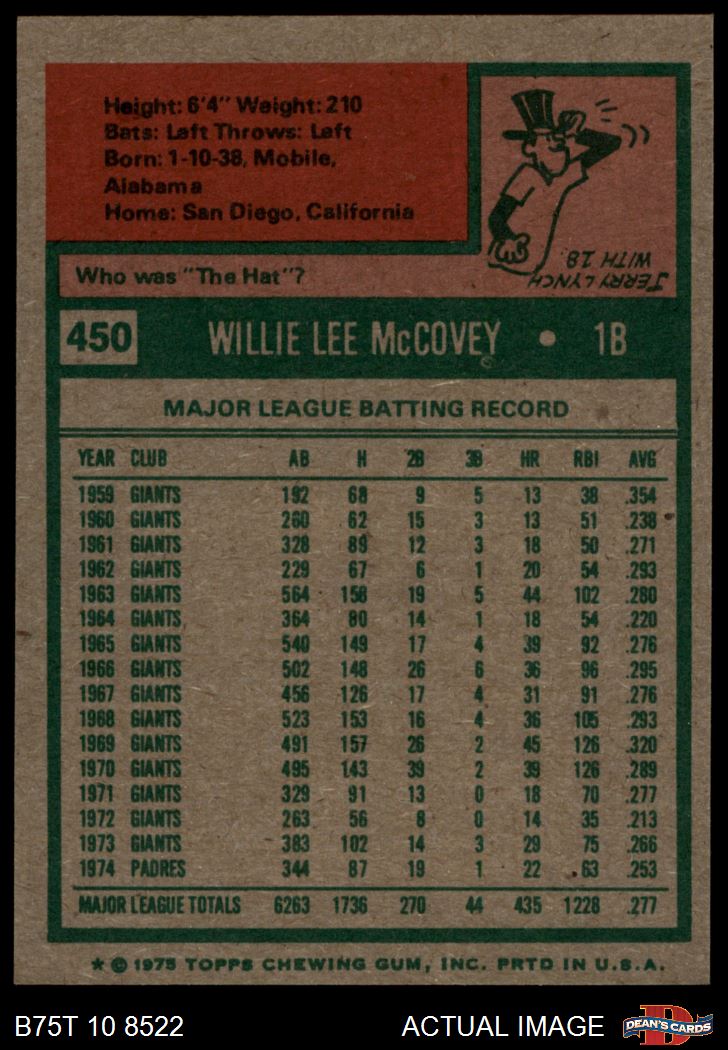 Height: 6'4" Weight: 210
Bats: Left Throws: Left
Born: 1-10-38, Mobile,
Alabama
Home: San Diego, California
JERRY LYNCH
WITH 18.
Who was "The Hat"?
450 WILLIE LEE McCOVEY • 1B
MAJOR LEAGUE BATTING RECORD
YEAR CLUB AB H 2B 3B HR RBI AVG
1959 GIANTS 192 68 9 5 13 38 .354
1960 GIANTS 260 62 15 3 13 51 .238
1961 GIANTS 328 89 12 3 18 50 .271
1962 GIANTS 229 67 6 1 20 54 .293
1963 GIANTS 564 158 19 5 44 102 .280
1964 GIANTS 364 80 14 1 18 54 .220
1965 GIANTS 540 149 17 4 39 92 .276
1966 GIANTS 502 148 26 6 36 96 .295
1967 GIANTS 456 126 17 4 31 91 .276
1968 GIANTS 523 153 16 4 36 105 .293
1969 GIANTS 491 157 26 2 45 126 .320
1970 GIANTS 495 143 39 2 39 126 .289
1971 GIANTS 329 91 13 0 18 70 .277
1972 GIANTS 263 56 8 0 14 35 .213
1973 GIANTS 383 102 14 3 29 75 .266
1974 PADRES 344 87 19 1 22 63 .253
MAJOR LEAGUE TOTALS 6263 1736 270 44 435 1228 .277
★ © 1975 TOPPS CHEWING GUM, INC. PRTD IN U.S.A.
B75T 10 8522 ACTUAL IMAGE D DEAN'S CARDS